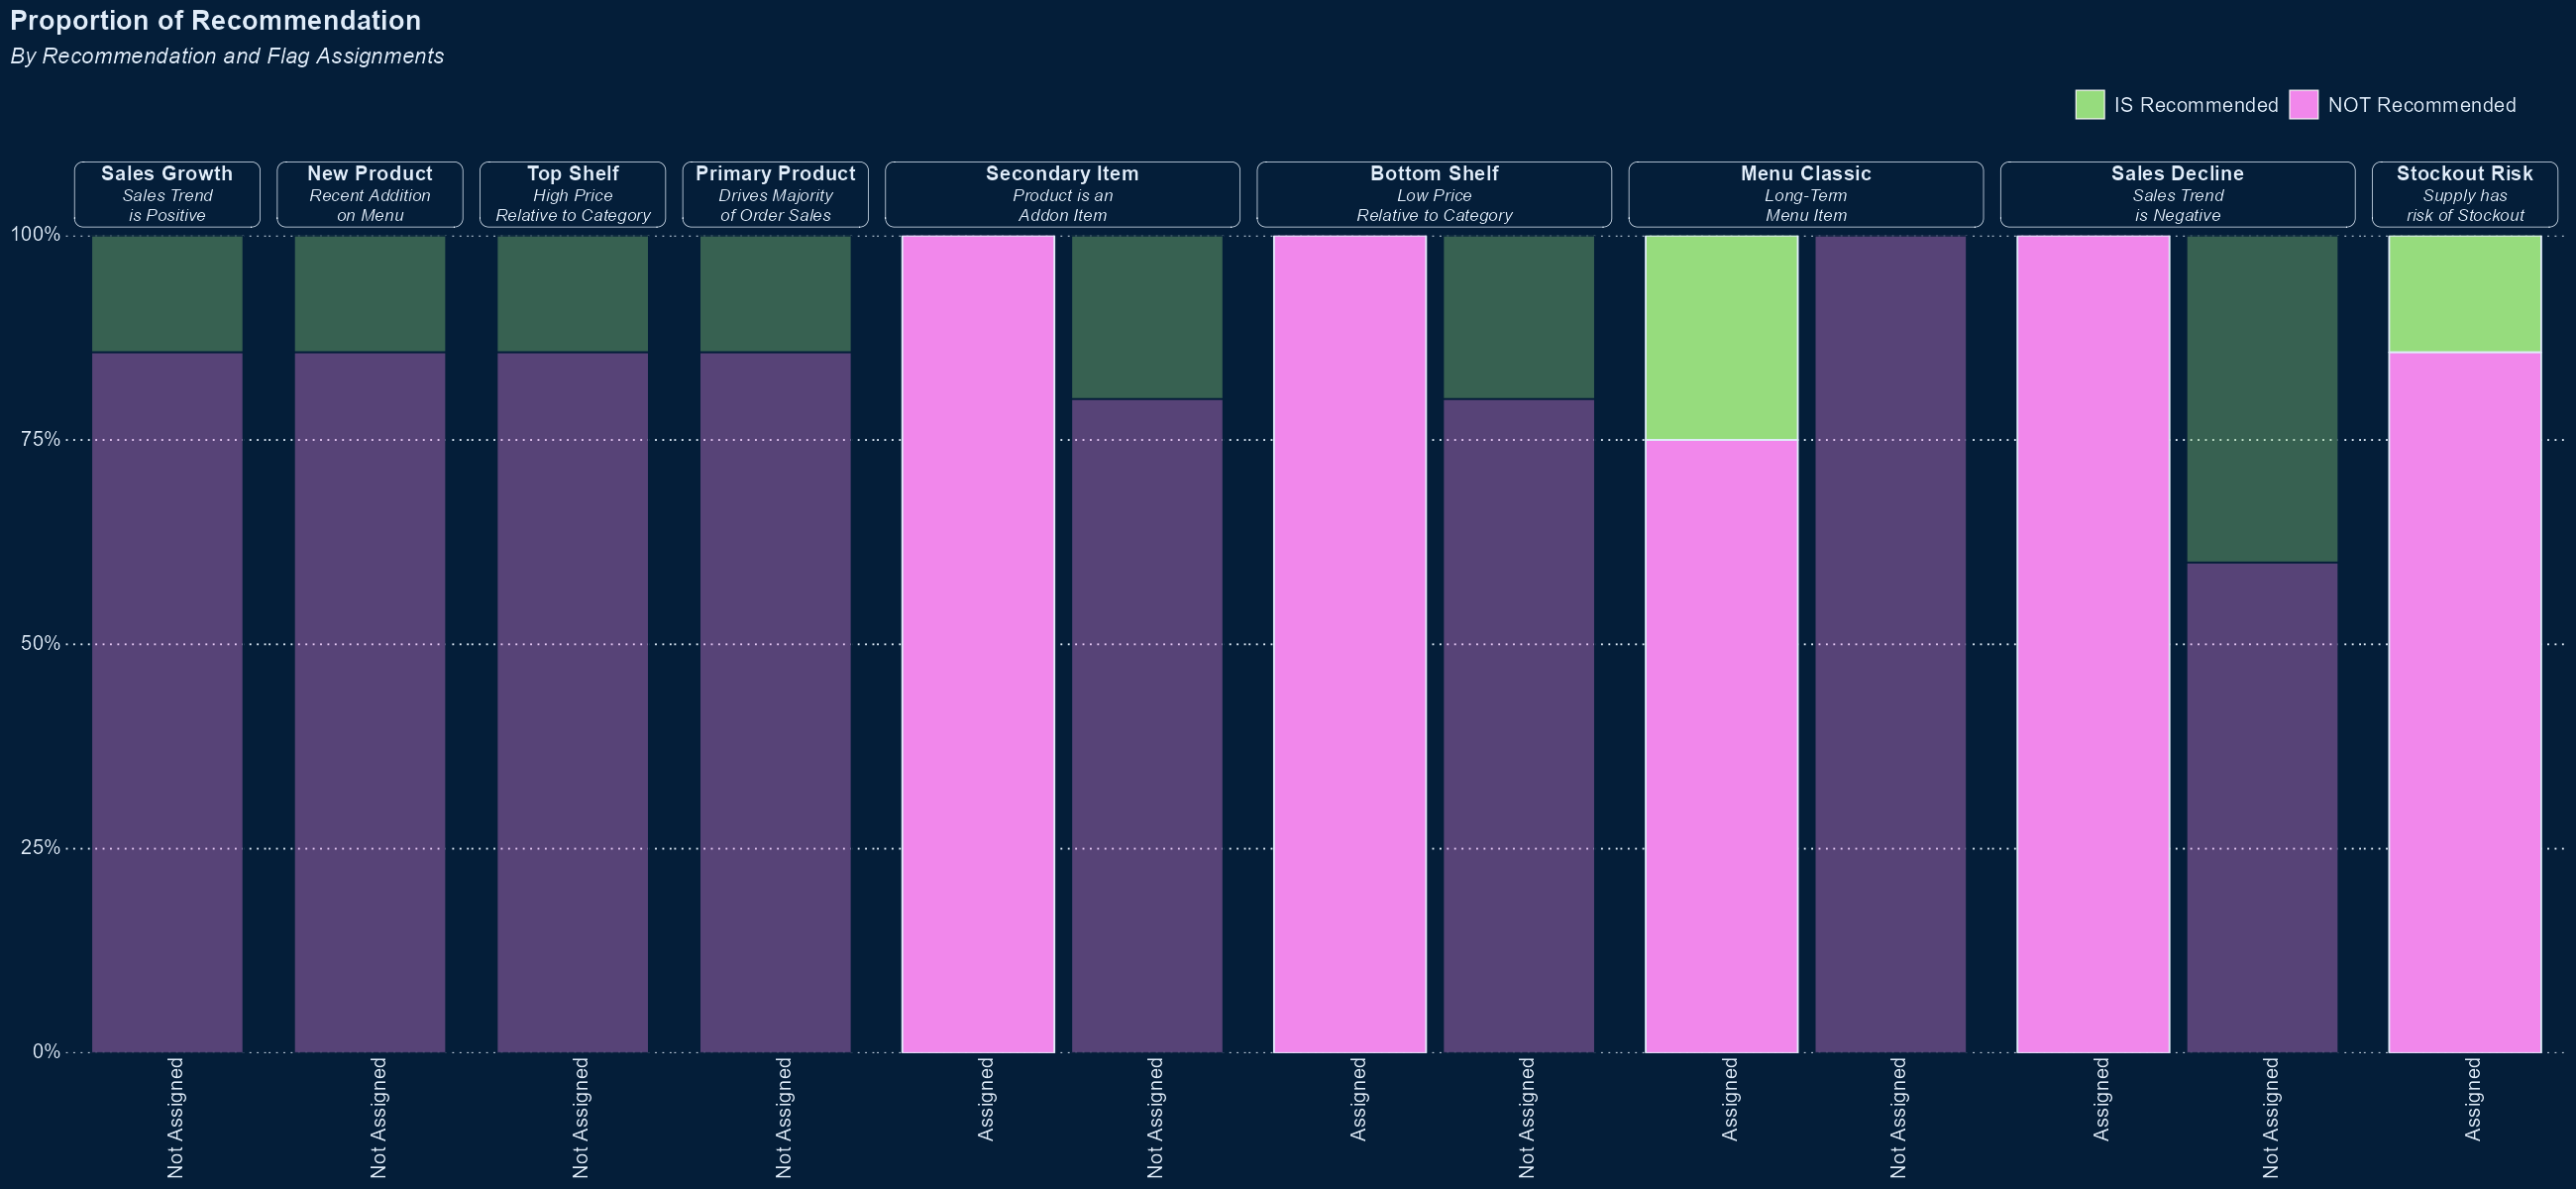 Proportion of Recommendation
By Recommendation and Flag Assignments
IS Recommended
NOT Recommended
Sales Growth
Sales Trend
is Positive
New Product
Recent Addition
on Menu
Top Shelf
High Price
Relative to Category
Primary Product
Drives Majority
of Order Sales
Secondary Item
Product is an
Addon Item
Bottom Shelf
Low Price
Relative to Category
Menu Classic
Long-Term
Menu Item
Sales Decline
Sales Trend
is Negative
Stockout Risk
Supply has
risk of Stockout
100%
75%
50%
25%
0%
Not Assigned
Not Assigned
Not Assigned
Not Assigned
Assigned
Not Assigned
Assigned
Not Assigned
Assigned
Not Assigned
Assigned
Not Assigned
Assigned